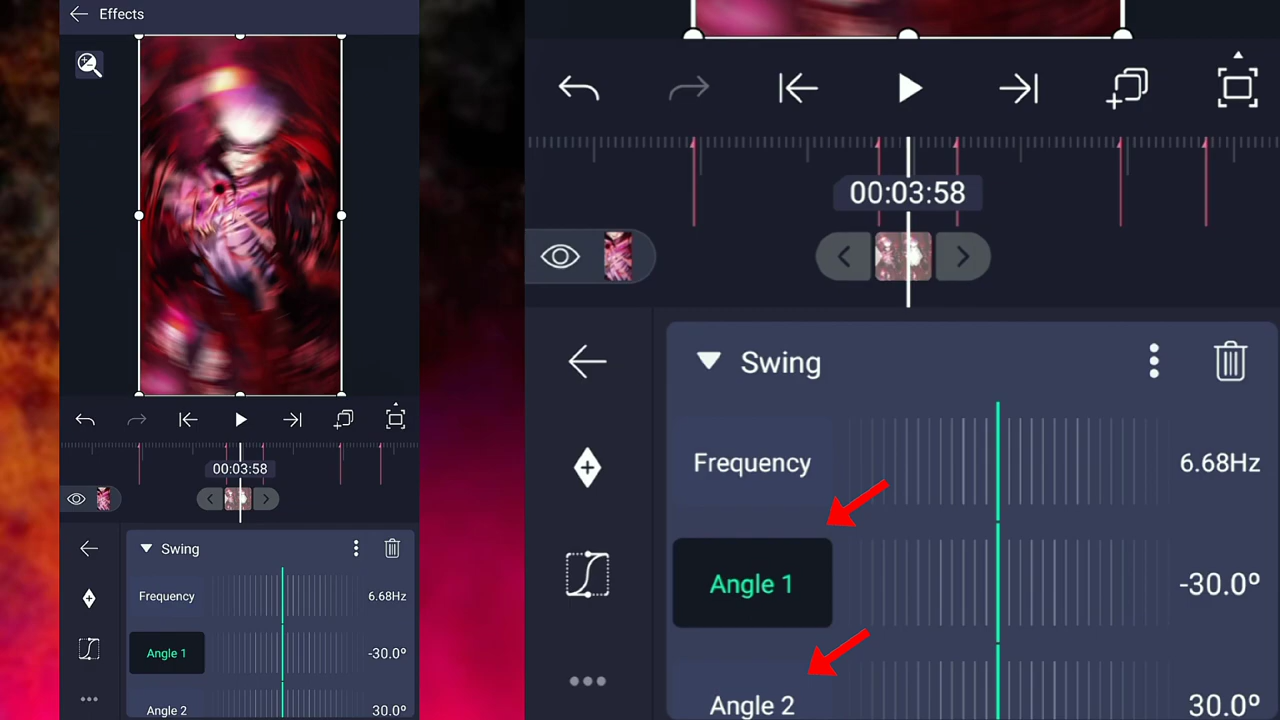 Effects
00:03:58
Swing
Frequency 6.68Hz
Angle 1 -30.0º
Angle 2 30.0º
00:03:58
Swing
Frequency 6.68Hz
Angle 1 -30.0º
Angle 2 30.0º